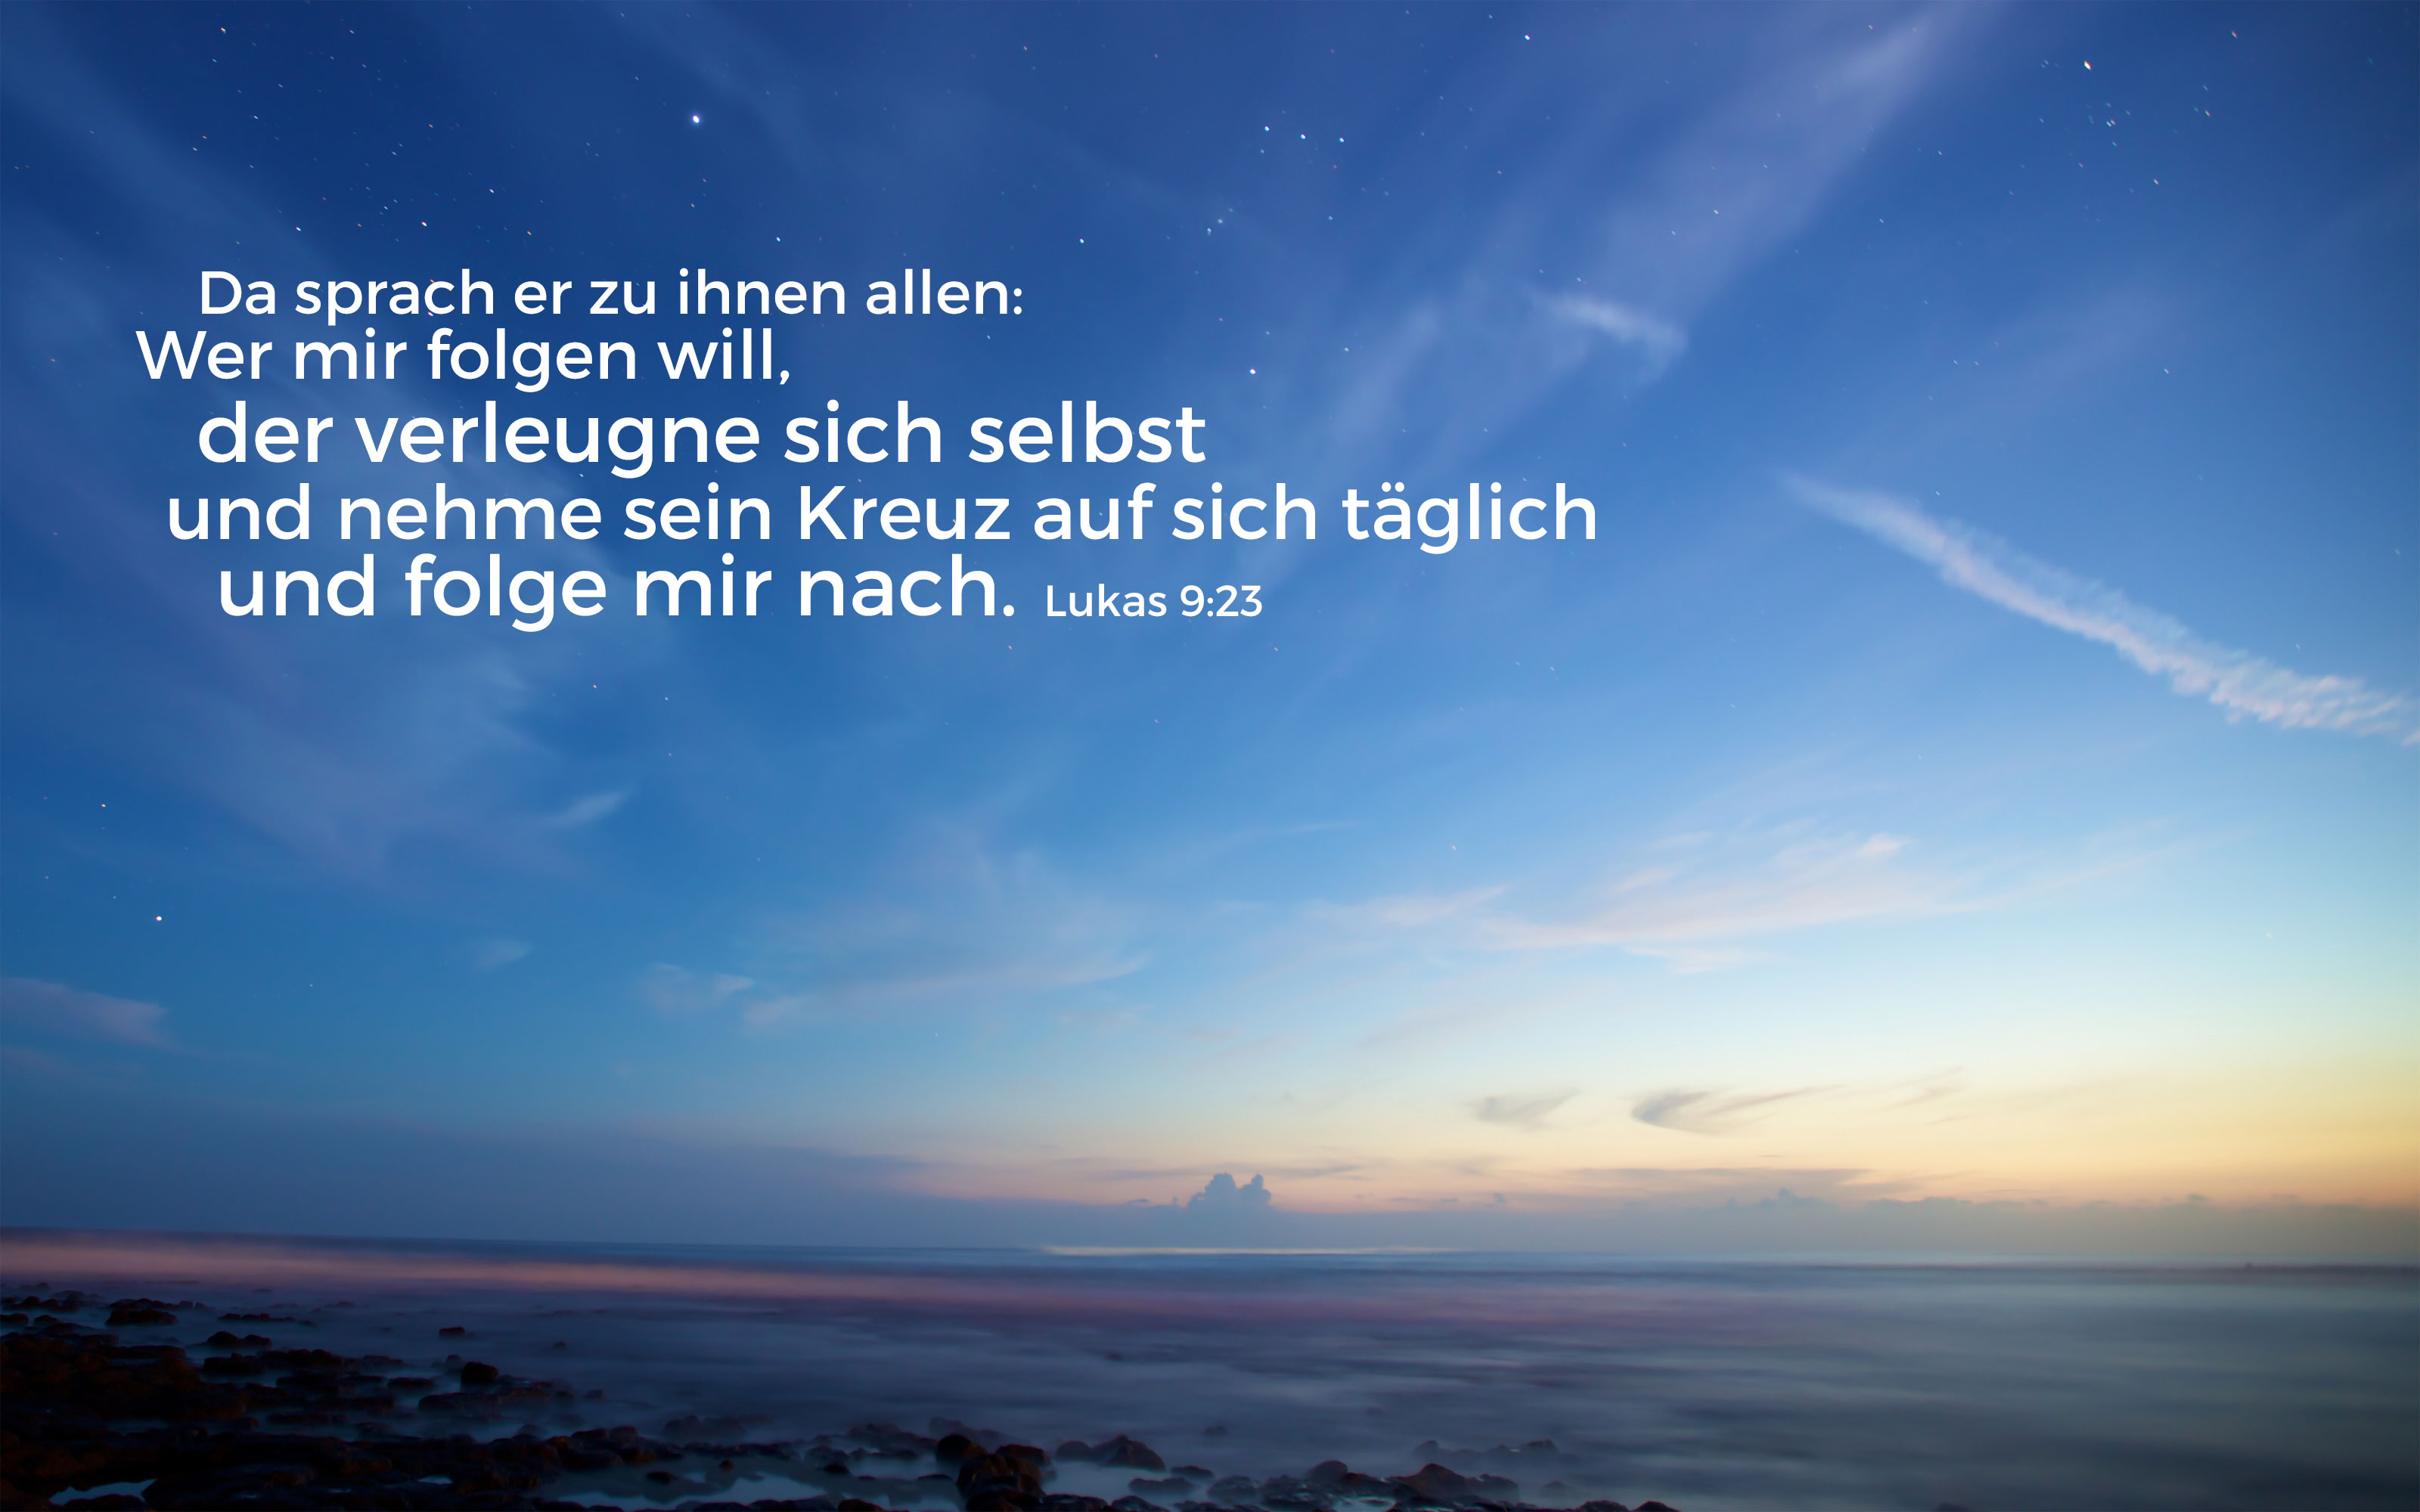 Da sprach er zu ihnen allen:
Wer mir folgen will,
der verleugne sich selbst
und nehme sein Kreuz auf sich täglich
und folge mir nach. Lukas 9:23